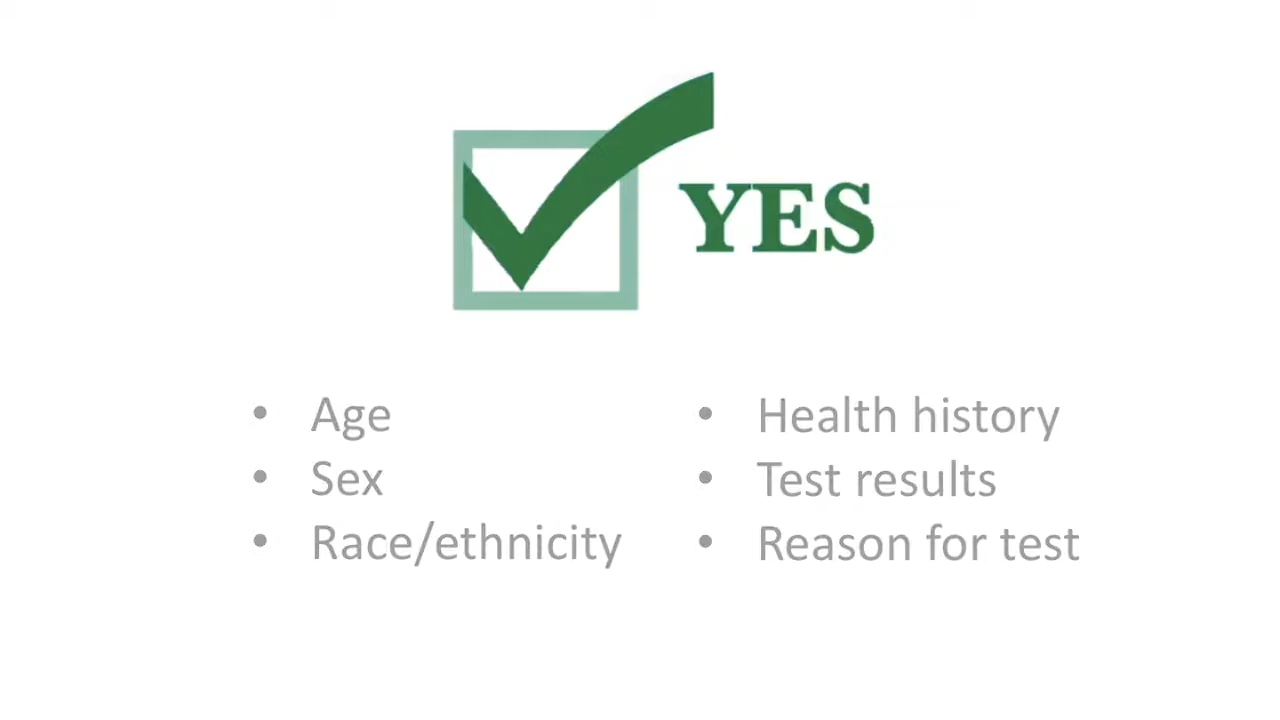 YES
• Age
• Sex
• Race/ethnicity
• Health history
• Test results
• Reason for test